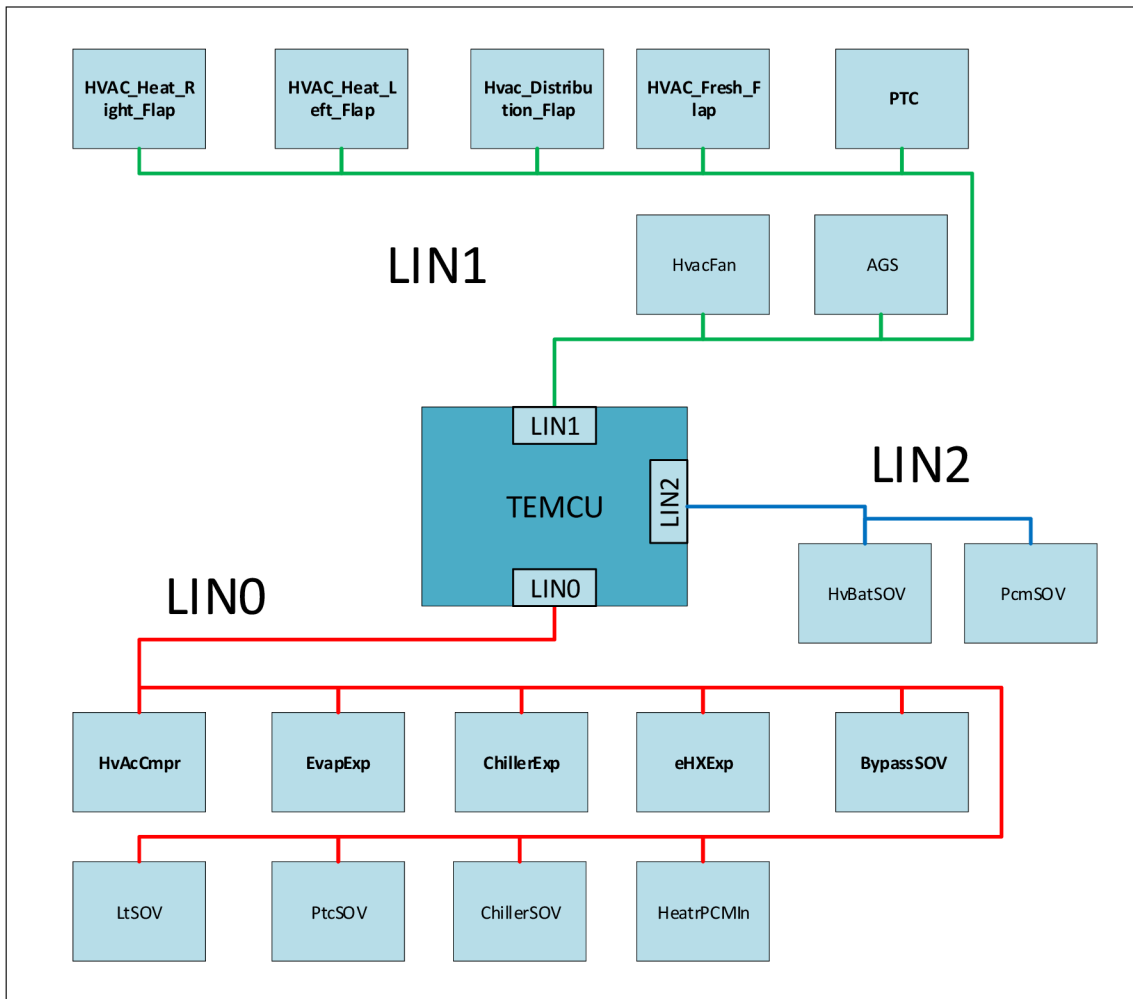 HVAC_Heat_R
ight_Flap
HVAC_Heat_L
eft_Flap
Hvac_Distribu
tion_Flap
HVAC_Fresh_F
lap
PTC
LIN1
HvacFan
AGS
LIN1
TEMCU
LIN2
LIN0
LIN2
HvBatSOV
PcmSOV
LIN0
HvAcCmpr
EvapExp
ChillerExp
eHXExp
BypassSOV
LtSOV
PtcSOV
ChillerSOV
HeatrPCMIn